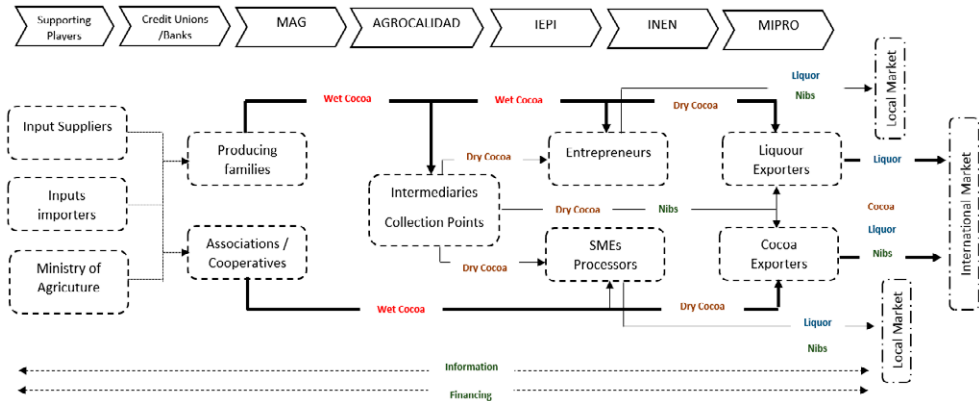 Supporting
Players
Credit Unions
/Banks
MAG
AGROCALIDAD
IEPI
INEN
MIPRO
Liquor
Nibs
Local Market
Wet Cocoa
Wet Cocoa
Dry Cocoa
Input Suppliers
Producing
families
Dry Cocoa
Entrepreneurs
Liquour
Exporters
Liquor
International Market
Inputs
importers
Intermediaries
Collection Points
Dry Cocoa
Nibs
Cocoa
Liquor
Nibs
Associations /
Cooperatives
SMEs
Processors
Cocoa
Exporters
Ministry of
Agricuture
Dry Cocoa
Wet Cocoa
Dry Cocoa
Liquor
Nibs
Local Market
Information
Financing